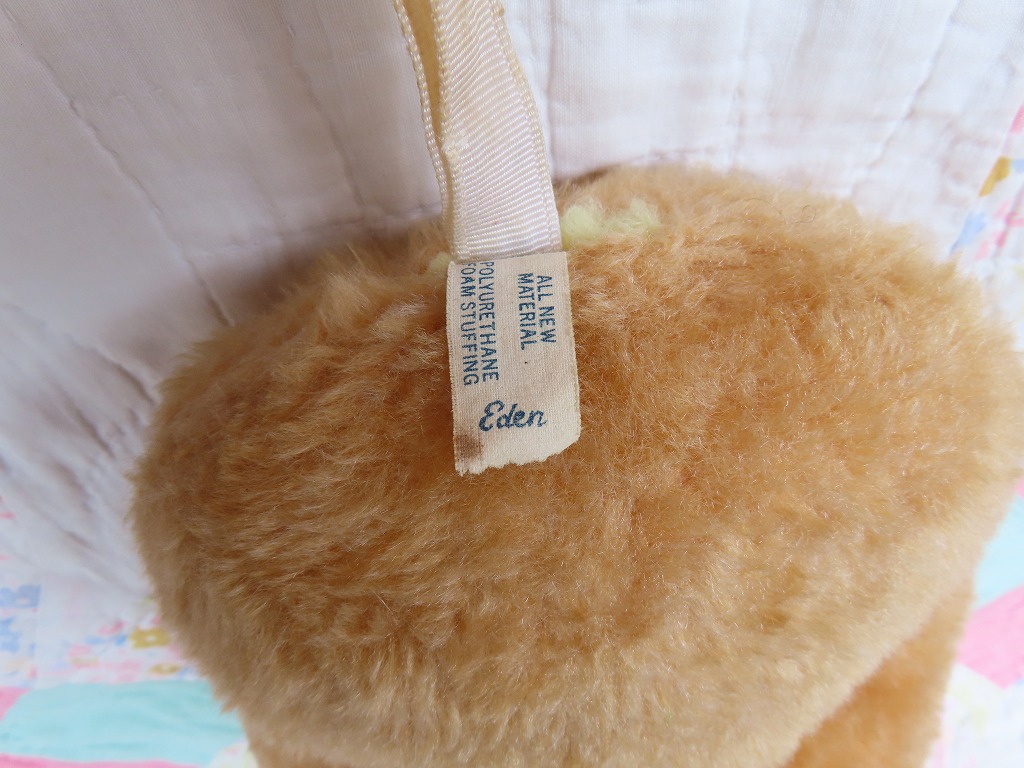 ALL NEW
MATERIAL.
POLYURETHANE
FOAM STUFFING
Eden